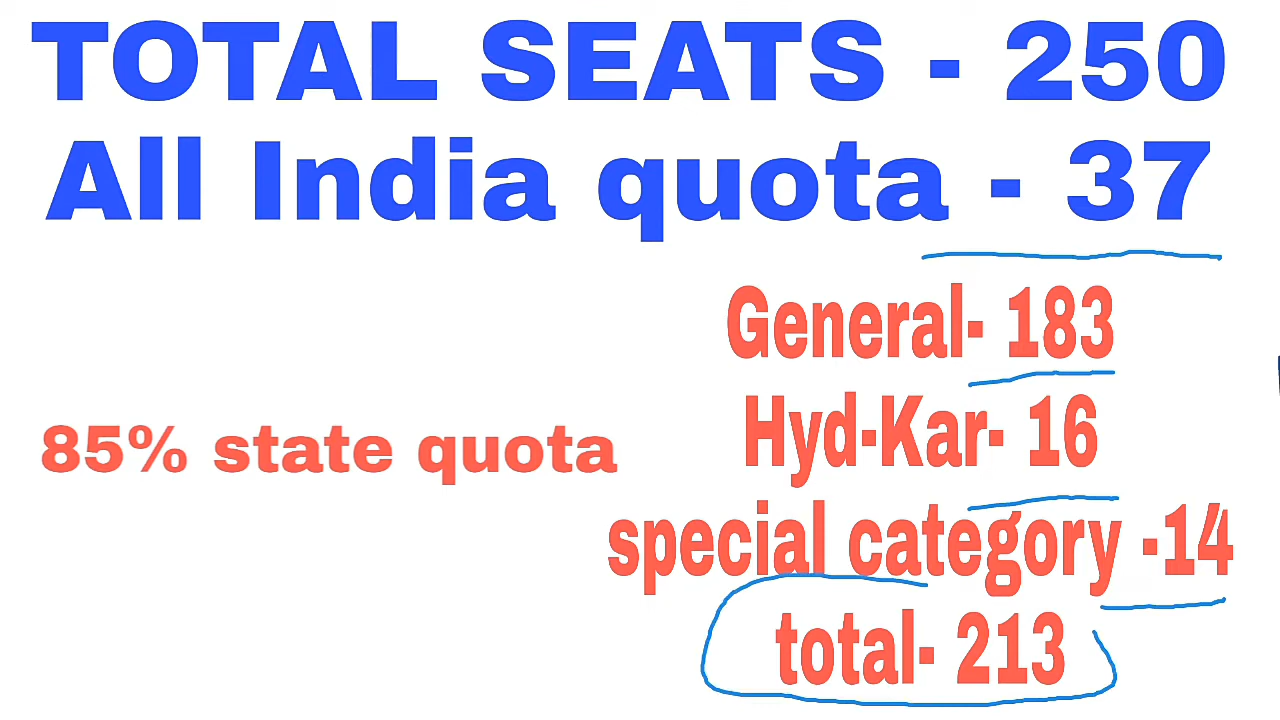 TOTAL SEATS - 250
All India quota - 37
General- 183
Hyd-Kar- 16
85% state quota
special category -14
total- 213